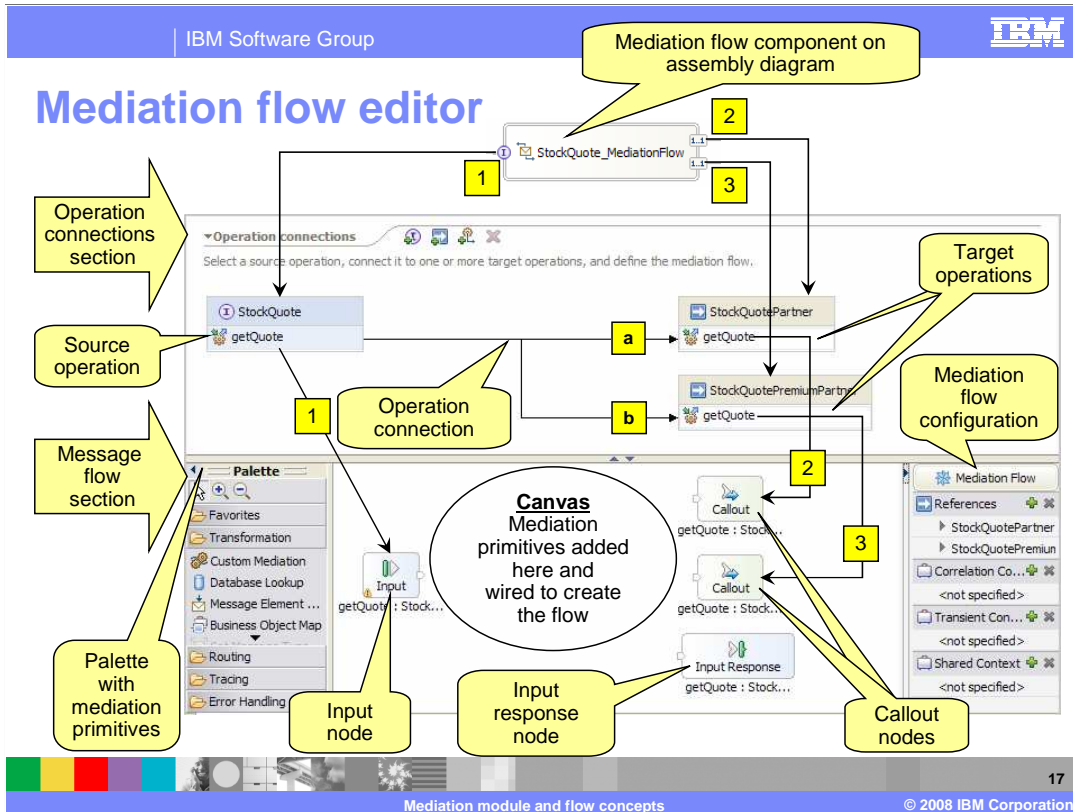 IBM Software Group
IBM
Mediation flow component on
assembly diagram
Mediation flow editor
2
StockQuote_MediationFlow
1..1
1..1
1
3
Operation
connections
section
Operation connections
Select a source operation, connect it to one or more target operations, and define the mediation flow.
Target
operations
StockQuote
getQuote
StockQuotePartner
getQuote
a
Source
operation
StockQuotePremiumPartner
getQuote
b
Mediation
flow
configuration
1
Operation
connection
Message
flow
section
2
Palette
Favorites
Transformation
Custom Mediation
Database Lookup
Message Element ...
Business Object Map
Routing
Tracing
Error Handling
Input
getQuote : Stock...
Canvas
Mediation
primitives added
here and
wired to create
the flow
Callout
getQuote : Stock...
3
Callout
getQuote : Stock...
Input Response
getQuote : Stock...
Mediation Flow
References
StockQuotePartner
StockQuotePremiun
Correlation Co...
<not specified>
Transient Con...
<not specified>
Shared Context
<not specified>
Palette
with
mediation
primitives
Input
node
Input
response
node
Callout
nodes
17
Mediation module and flow concepts
© 2008 IBM Corporation